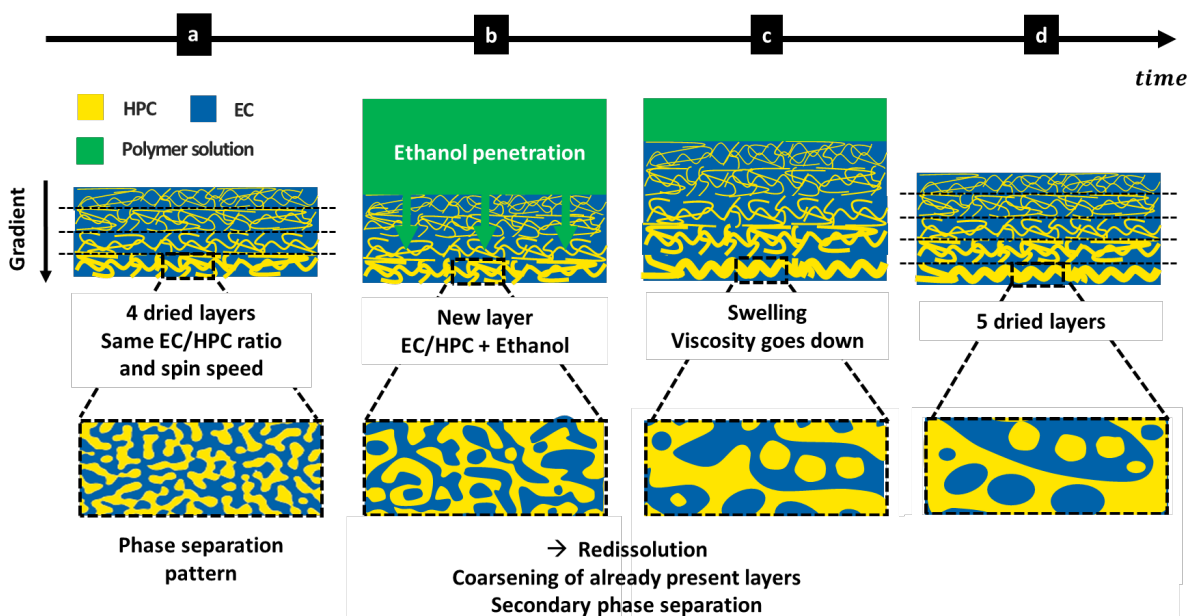 a
b
c
d
time
HPC
EC
Polymer solution
Gradient
Ethanol penetration
4 dried layers
Same EC/HPC ratio
and spin speed
New layer
EC/HPC + Ethanol
Swelling
Viscosity goes down
5 dried layers
Phase separation
pattern
→ Redissolution
Coarsening of already present layers
Secondary phase separation